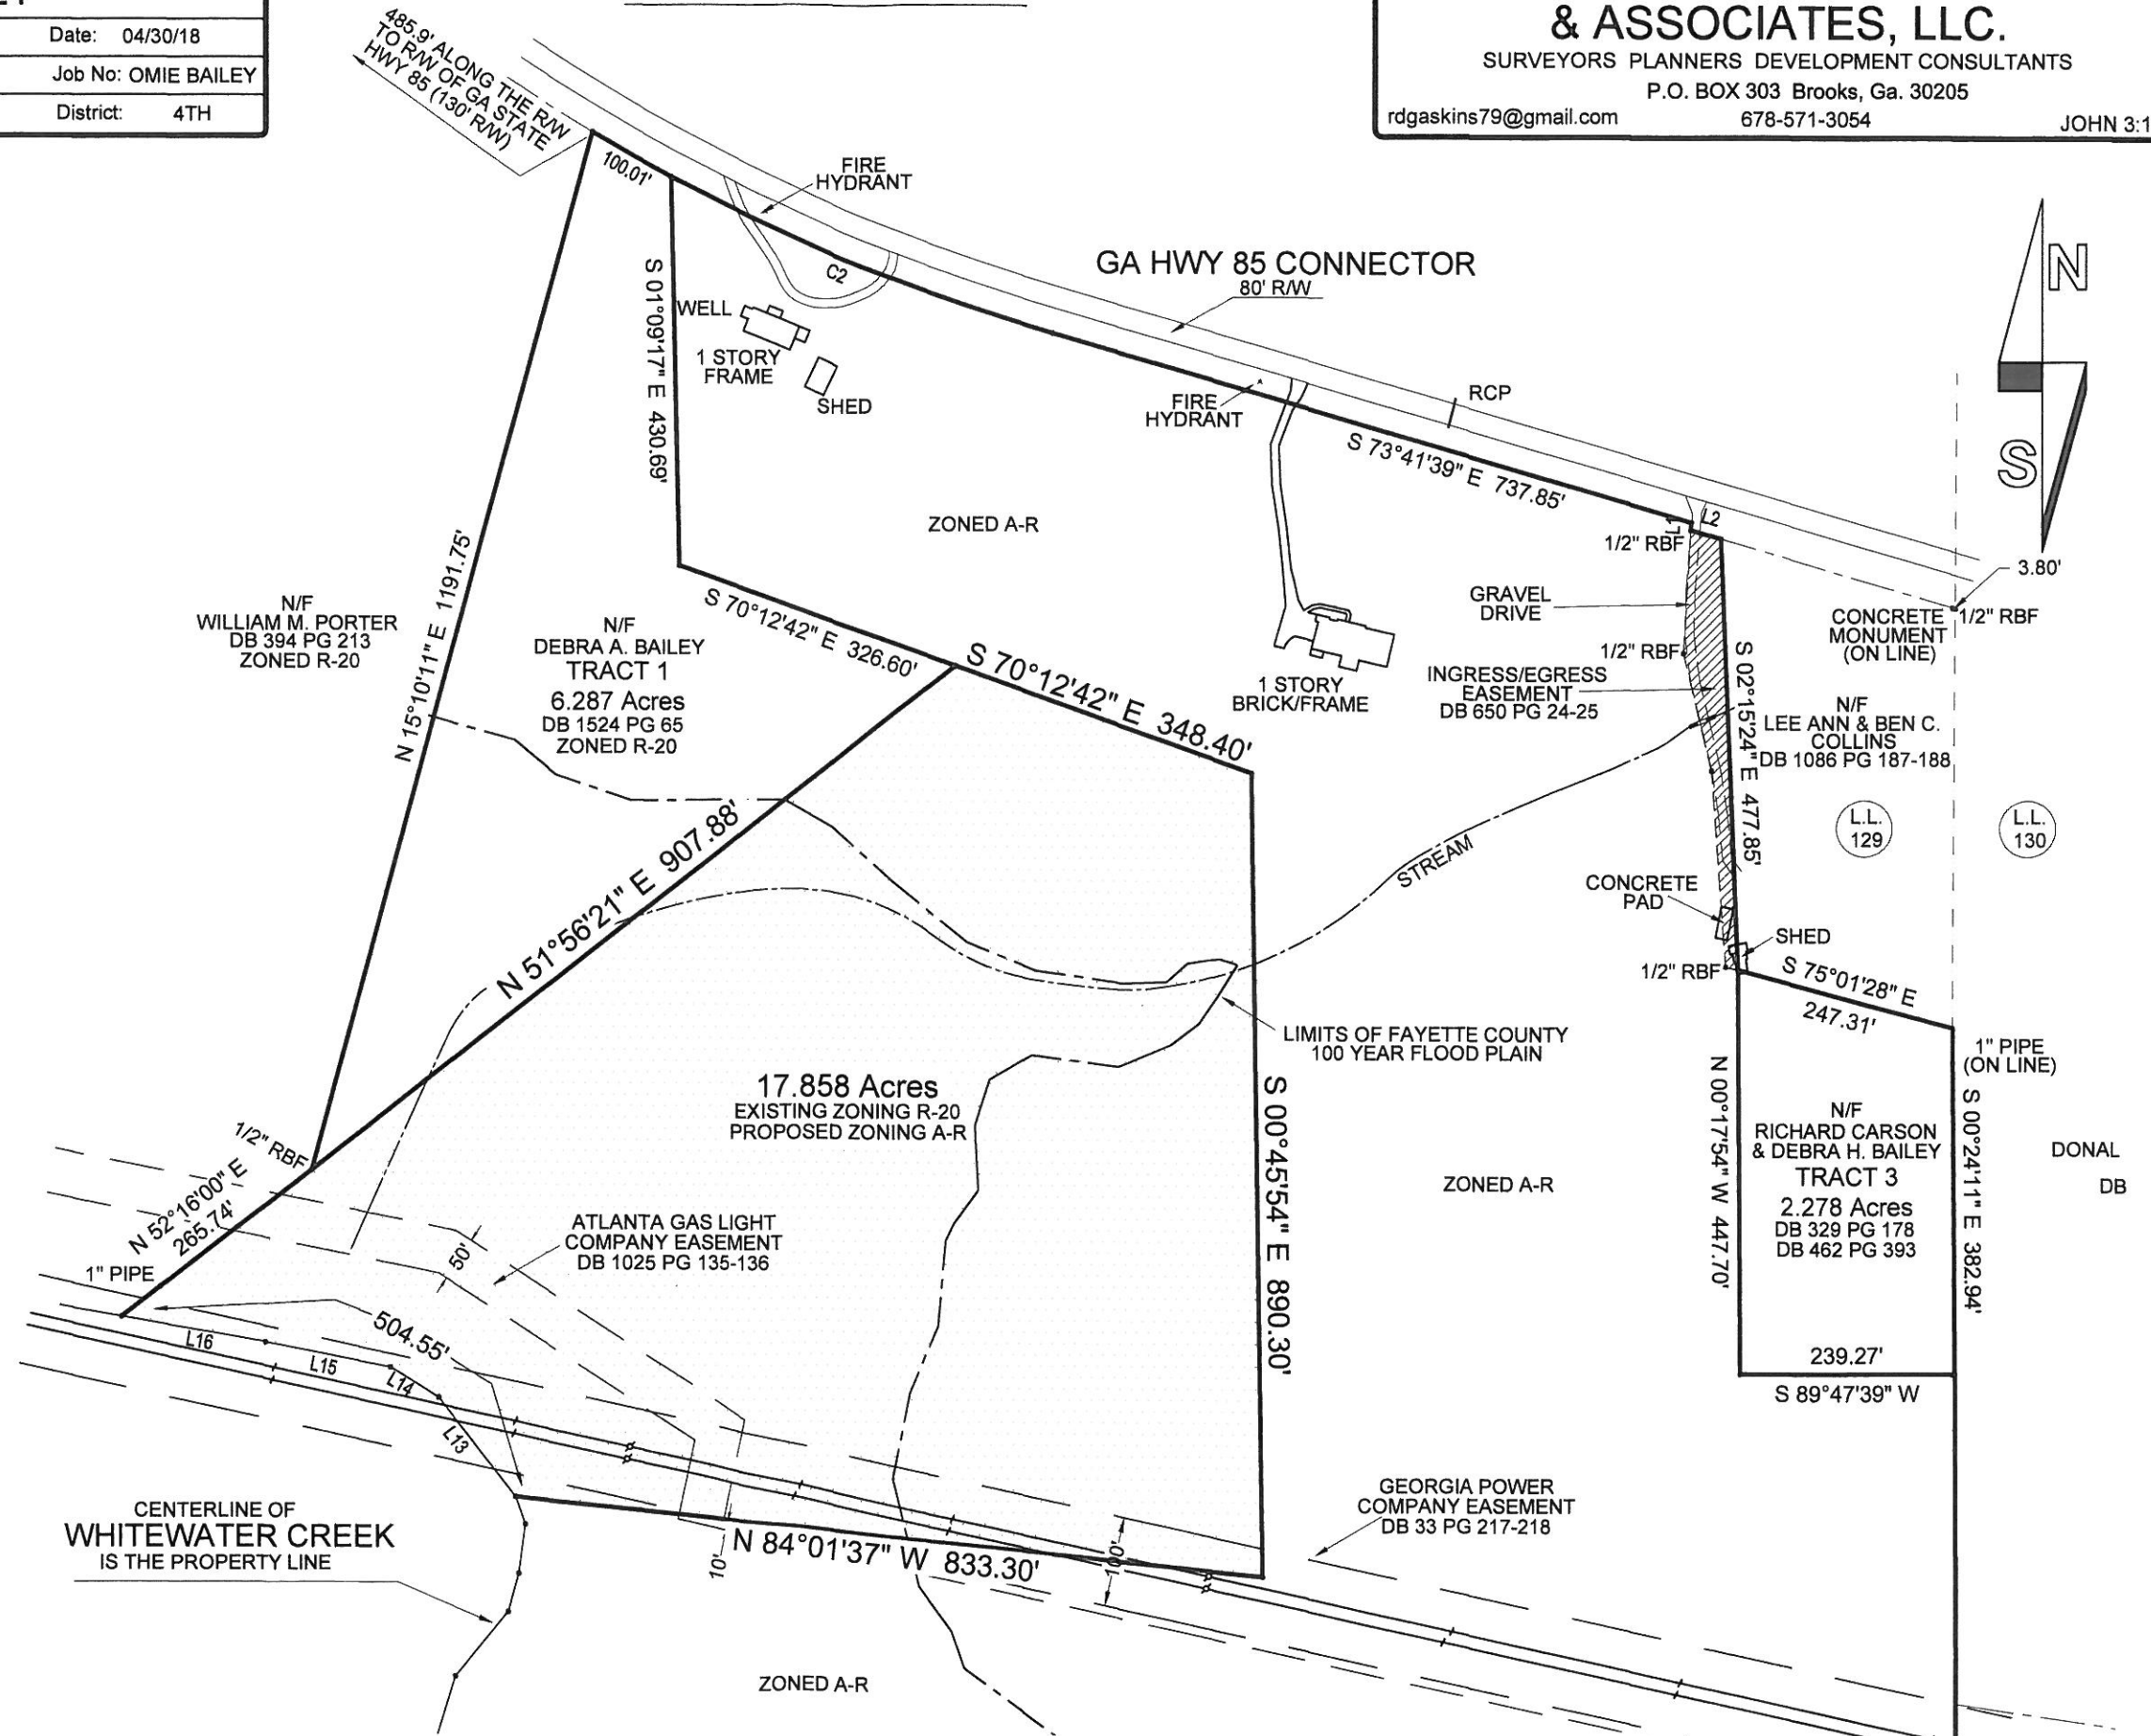 Date: 04/30/18
Job No: OMIE BAILEY
District: 4TH
& ASSOCIATES, LLC.
SURVEYORS PLANNERS DEVELOPMENT CONSULTANTS
P.O. BOX 303 Brooks, Ga. 30205
rdgaskins79@gmail.com 678-571-3054 JOHN 3:1
485.9' ALONG THE R/W
TO R/W OF GA STATE
HWY 85 (130' R/W)
100.01'
FIRE
HYDRANT
C2
GA HWY 85 CONNECTOR
80' R/W
N
S
S 01°09'17" E 430.69'
WELL
1 STORY
FRAME
SHED
FIRE
HYDRANT
RCP
S 73°41'39" E 737.85'
ZONED A-R
L1
L2
1/2" RBF
3.80'
1/2" RBF
CONCRETE
MONUMENT
(ON LINE)
GRAVEL
DRIVE
1/2" RBF
INGRESS/EGRESS
EASEMENT
DB 650 PG 24-25
S 02°15'24" E 477.85'
N/F
LEE ANN & BEN C.
COLLINS
DB 1086 PG 187-188
N/F
WILLIAM M. PORTER
DB 394 PG 213
ZONED R-20
N 15°10'11" E 1191.75'
N/F
DEBRA A. BAILEY
TRACT 1
6.287 Acres
DB 1524 PG 65
ZONED R-20
S 70°12'42" E 326.60'
S 70°12'42" E 348.40'
1 STORY
BRICK/FRAME
L.L.
129
L.L.
130
STREAM
CONCRETE
PAD
SHED
1/2" RBF
S 75°01'28" E
247.31'
N 51°56'21" E 907.88'
LIMITS OF FAYETTE COUNTY
100 YEAR FLOOD PLAIN
1" PIPE
(ON LINE)
17.858 Acres
EXISTING ZONING R-20
PROPOSED ZONING A-R
S 00°45'54" E 890.30'
ZONED A-R
N 00°17'54" W 447.70'
N/F
RICHARD CARSON
& DEBRA H. BAILEY
TRACT 3
2.278 Acres
DB 329 PG 178
DB 462 PG 393
S 00°24'11" E 382.94'
DONAL
DB
239.27'
S 89°47'39" W
1/2" RBF
N 52°16'00" E
265.74'
1" PIPE
ATLANTA GAS LIGHT
COMPANY EASEMENT
DB 1025 PG 135-136
50'
504.55'
L16
L15
L14
L13
CENTERLINE OF
WHITEWATER CREEK
IS THE PROPERTY LINE
10'
N 84°01'37" W 833.30'
100'
GEORGIA POWER
COMPANY EASEMENT
DB 33 PG 217-218
ZONED A-R